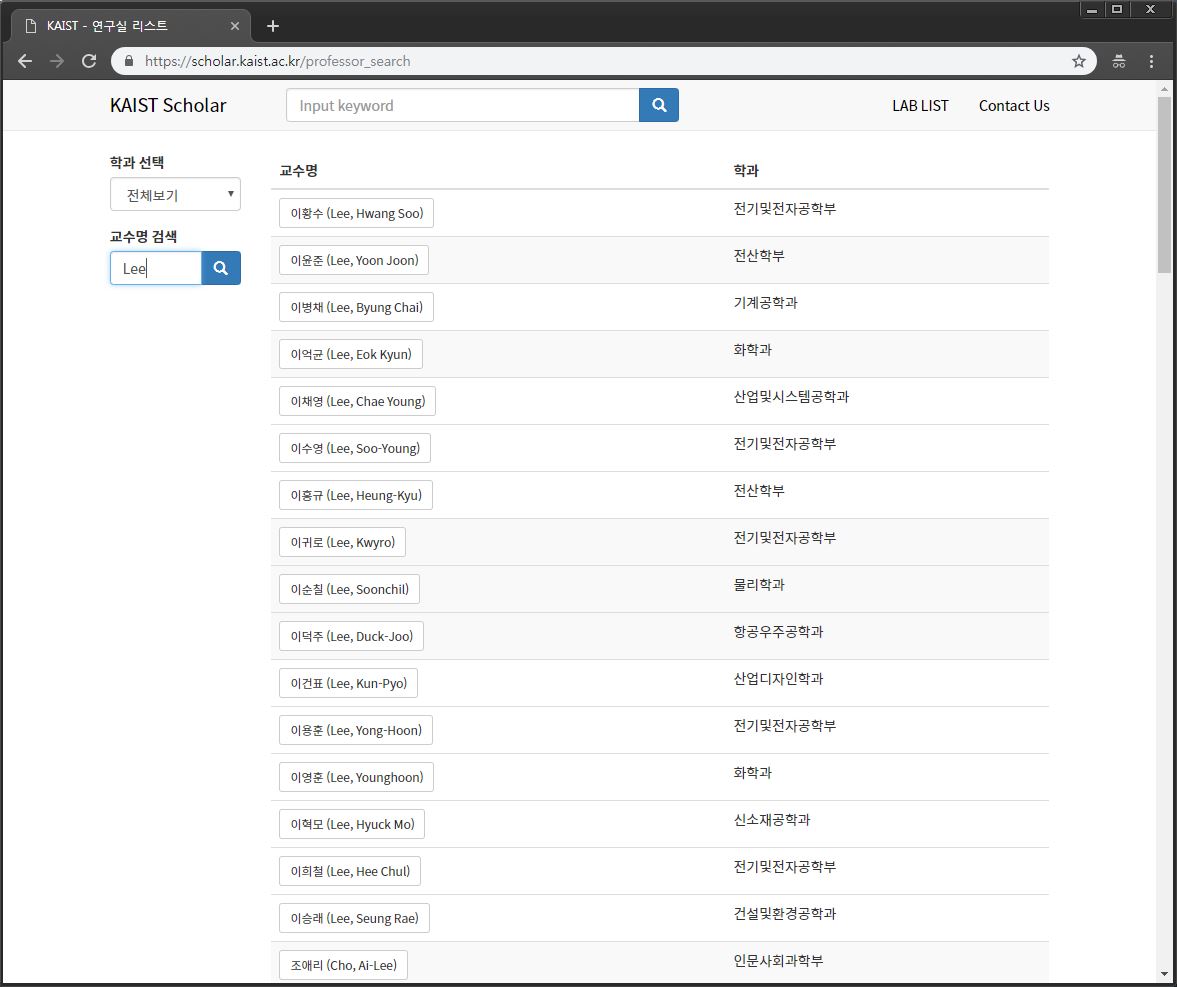 KAIST - 연구실 리스트
https://scholar.kaist.ac.kr/professor_search
KAIST Scholar
Input keyword
LAB LIST
Contact Us
학과 선택
전체보기
교수명 검색
Lee
교수명 학과
이황수 (Lee, Hwang Soo) 전기및전자공학부
이윤준 (Lee, Yoon Joon) 전산학부
이병채 (Lee, Byung Chai) 기계공학과
이억균 (Lee, Eok Kyun) 화학과
이채영 (Lee, Chae Young) 산업및시스템공학과
이수영 (Lee, Soo-Young) 전기및전자공학부
이흥규 (Lee, Heung-Kyu) 전산학부
이귀로 (Lee, Kwyro) 전기및전자공학부
이순칠 (Lee, Soonchil) 물리학과
이덕주 (Lee, Duck-Joo) 항공우주공학과
이건표 (Lee, Kun-Pyo) 산업디자인학과
이용훈 (Lee, Yong-Hoon) 전기및전자공학부
이영훈 (Lee, Younghoon) 화학과
이혁모 (Lee, Hyuck Mo) 신소재공학과
이희철 (Lee, Hee Chul) 전기및전자공학부
이승래 (Lee, Seung Rae) 건설및환경공학과
조애리 (Cho, Ai-Lee) 인문사회과학부